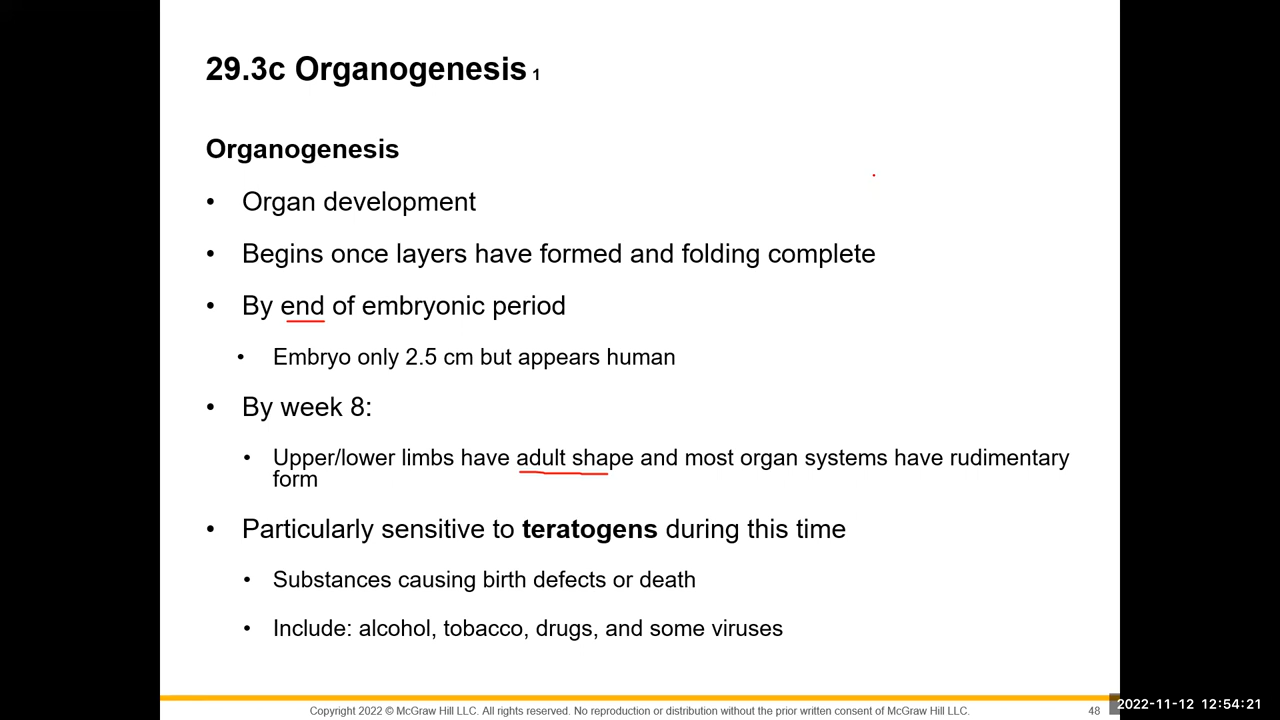 29.3c Organogenesis 1
Organogenesis
• Organ development
• Begins once layers have formed and folding complete
• By end of embryonic period
• Embryo only 2.5 cm but appears human
• By week 8:
• Upper/lower limbs have adult shape and most organ systems have rudimentary
form
• Particularly sensitive to teratogens during this time
• Substances causing birth defects or death
• Include: alcohol, tobacco, drugs, and some viruses
Copyright 2022 © McGraw Hill LLC. All rights reserved. No reproduction or distribution without the prior written consent of McGraw Hill LLC.
48
2022-11-12 12:54:21